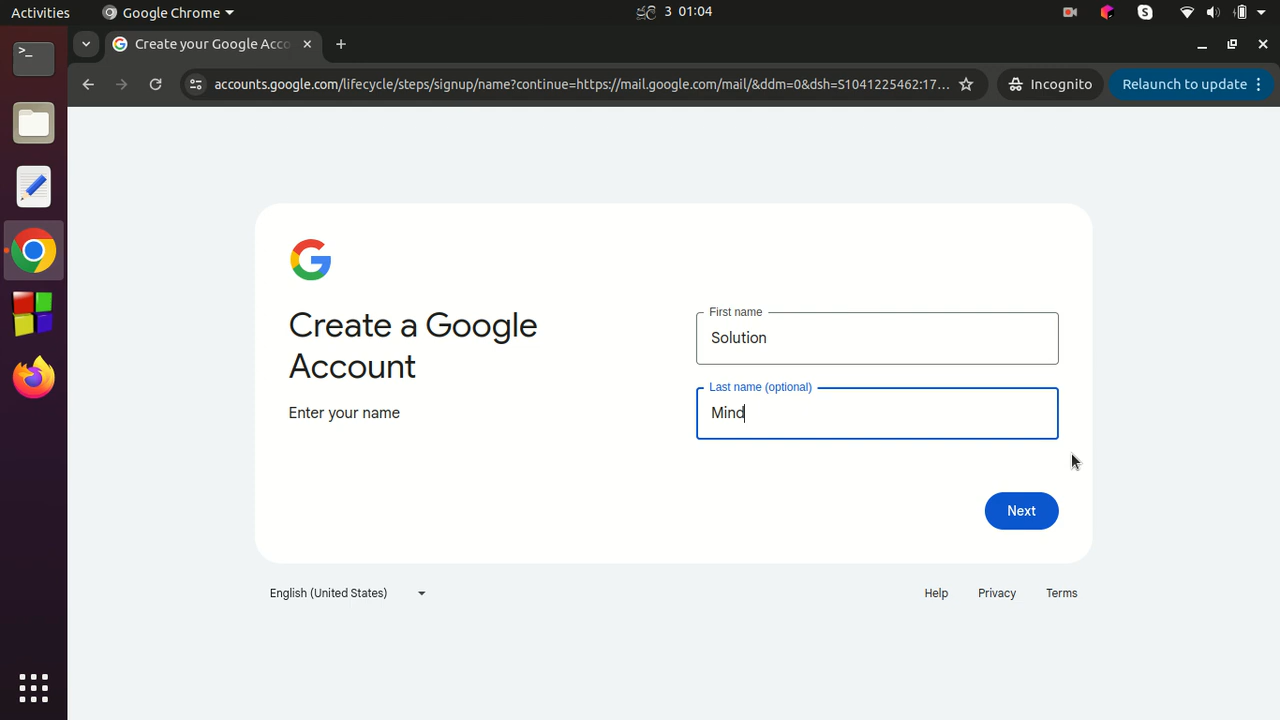 Activities
Google Chrome
ජූලි 3 01:04
Create your Google Acco
accounts.google.com/lifecycle/steps/signup/name?continue=https://mail.google.com/mail/&ddm=0&dsh=S1041225462:17...
Incognito
Relaunch to update
Create a Google
Account
Enter your name
First name
Solution
Last name (optional)
Mind
Next
English (United States)
Help
Privacy
Terms